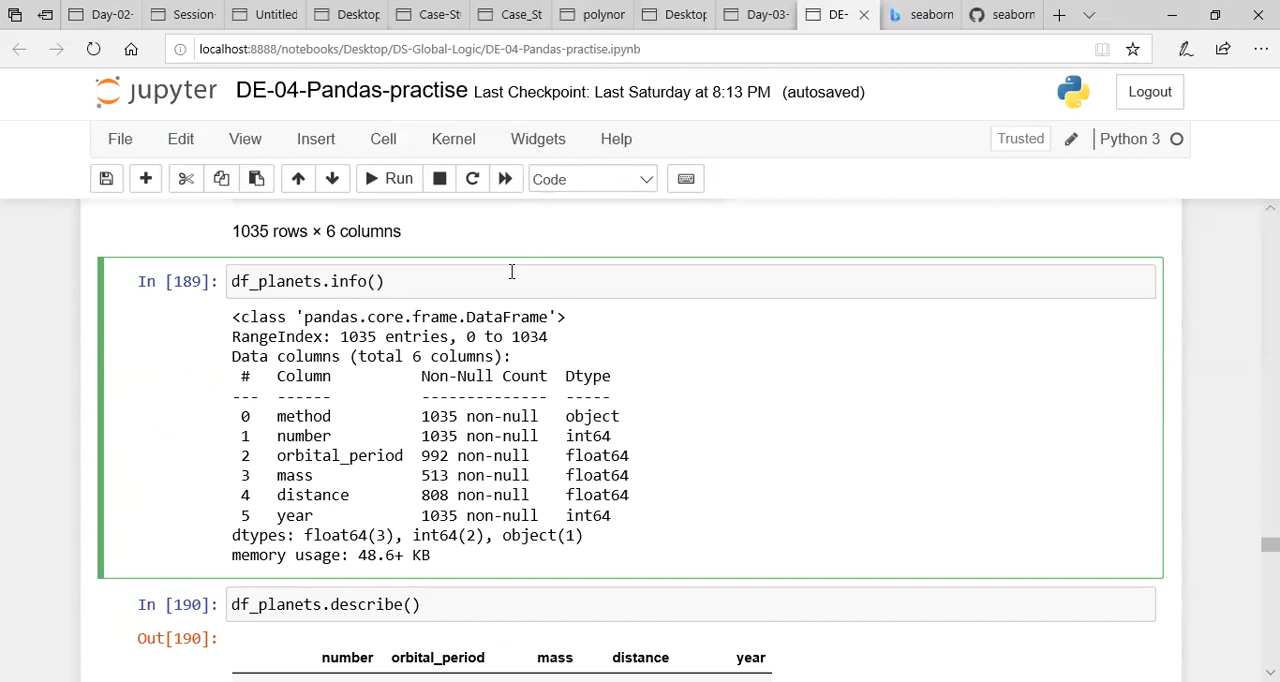 Day-02-
Session-
Untitled
Desktop
Case-St
Case_St
polynor
Desktop
Day-03-
DE-
seaborn
seaborn
localhost:8888/notebooks/Desktop/DS-Global-Logic/DE-04-Pandas-practise.ipynb
jupyter DE-04-Pandas-practise Last Checkpoint: Last Saturday at 8:13 PM (autosaved)
Logout
File Edit View Insert Cell Kernel Widgets Help
Trusted
Python 3
Run
Code
1035 rows × 6 columns
In [189]: df_planets.info()
<class 'pandas.core.frame.DataFrame'>
RangeIndex: 1035 entries, 0 to 1034
Data columns (total 6 columns):
# Column Non-Null Count Dtype
--- ------ -------------- -----
0 method 1035 non-null object
1 number 1035 non-null int64
2 orbital_period 992 non-null float64
3 mass 513 non-null float64
4 distance 808 non-null float64
5 year 1035 non-null int64
dtypes: float64(3), int64(2), object(1)
memory usage: 48.6+ KB
In [190]: df_planets.describe()
Out[190]:
number orbital_period mass distance year